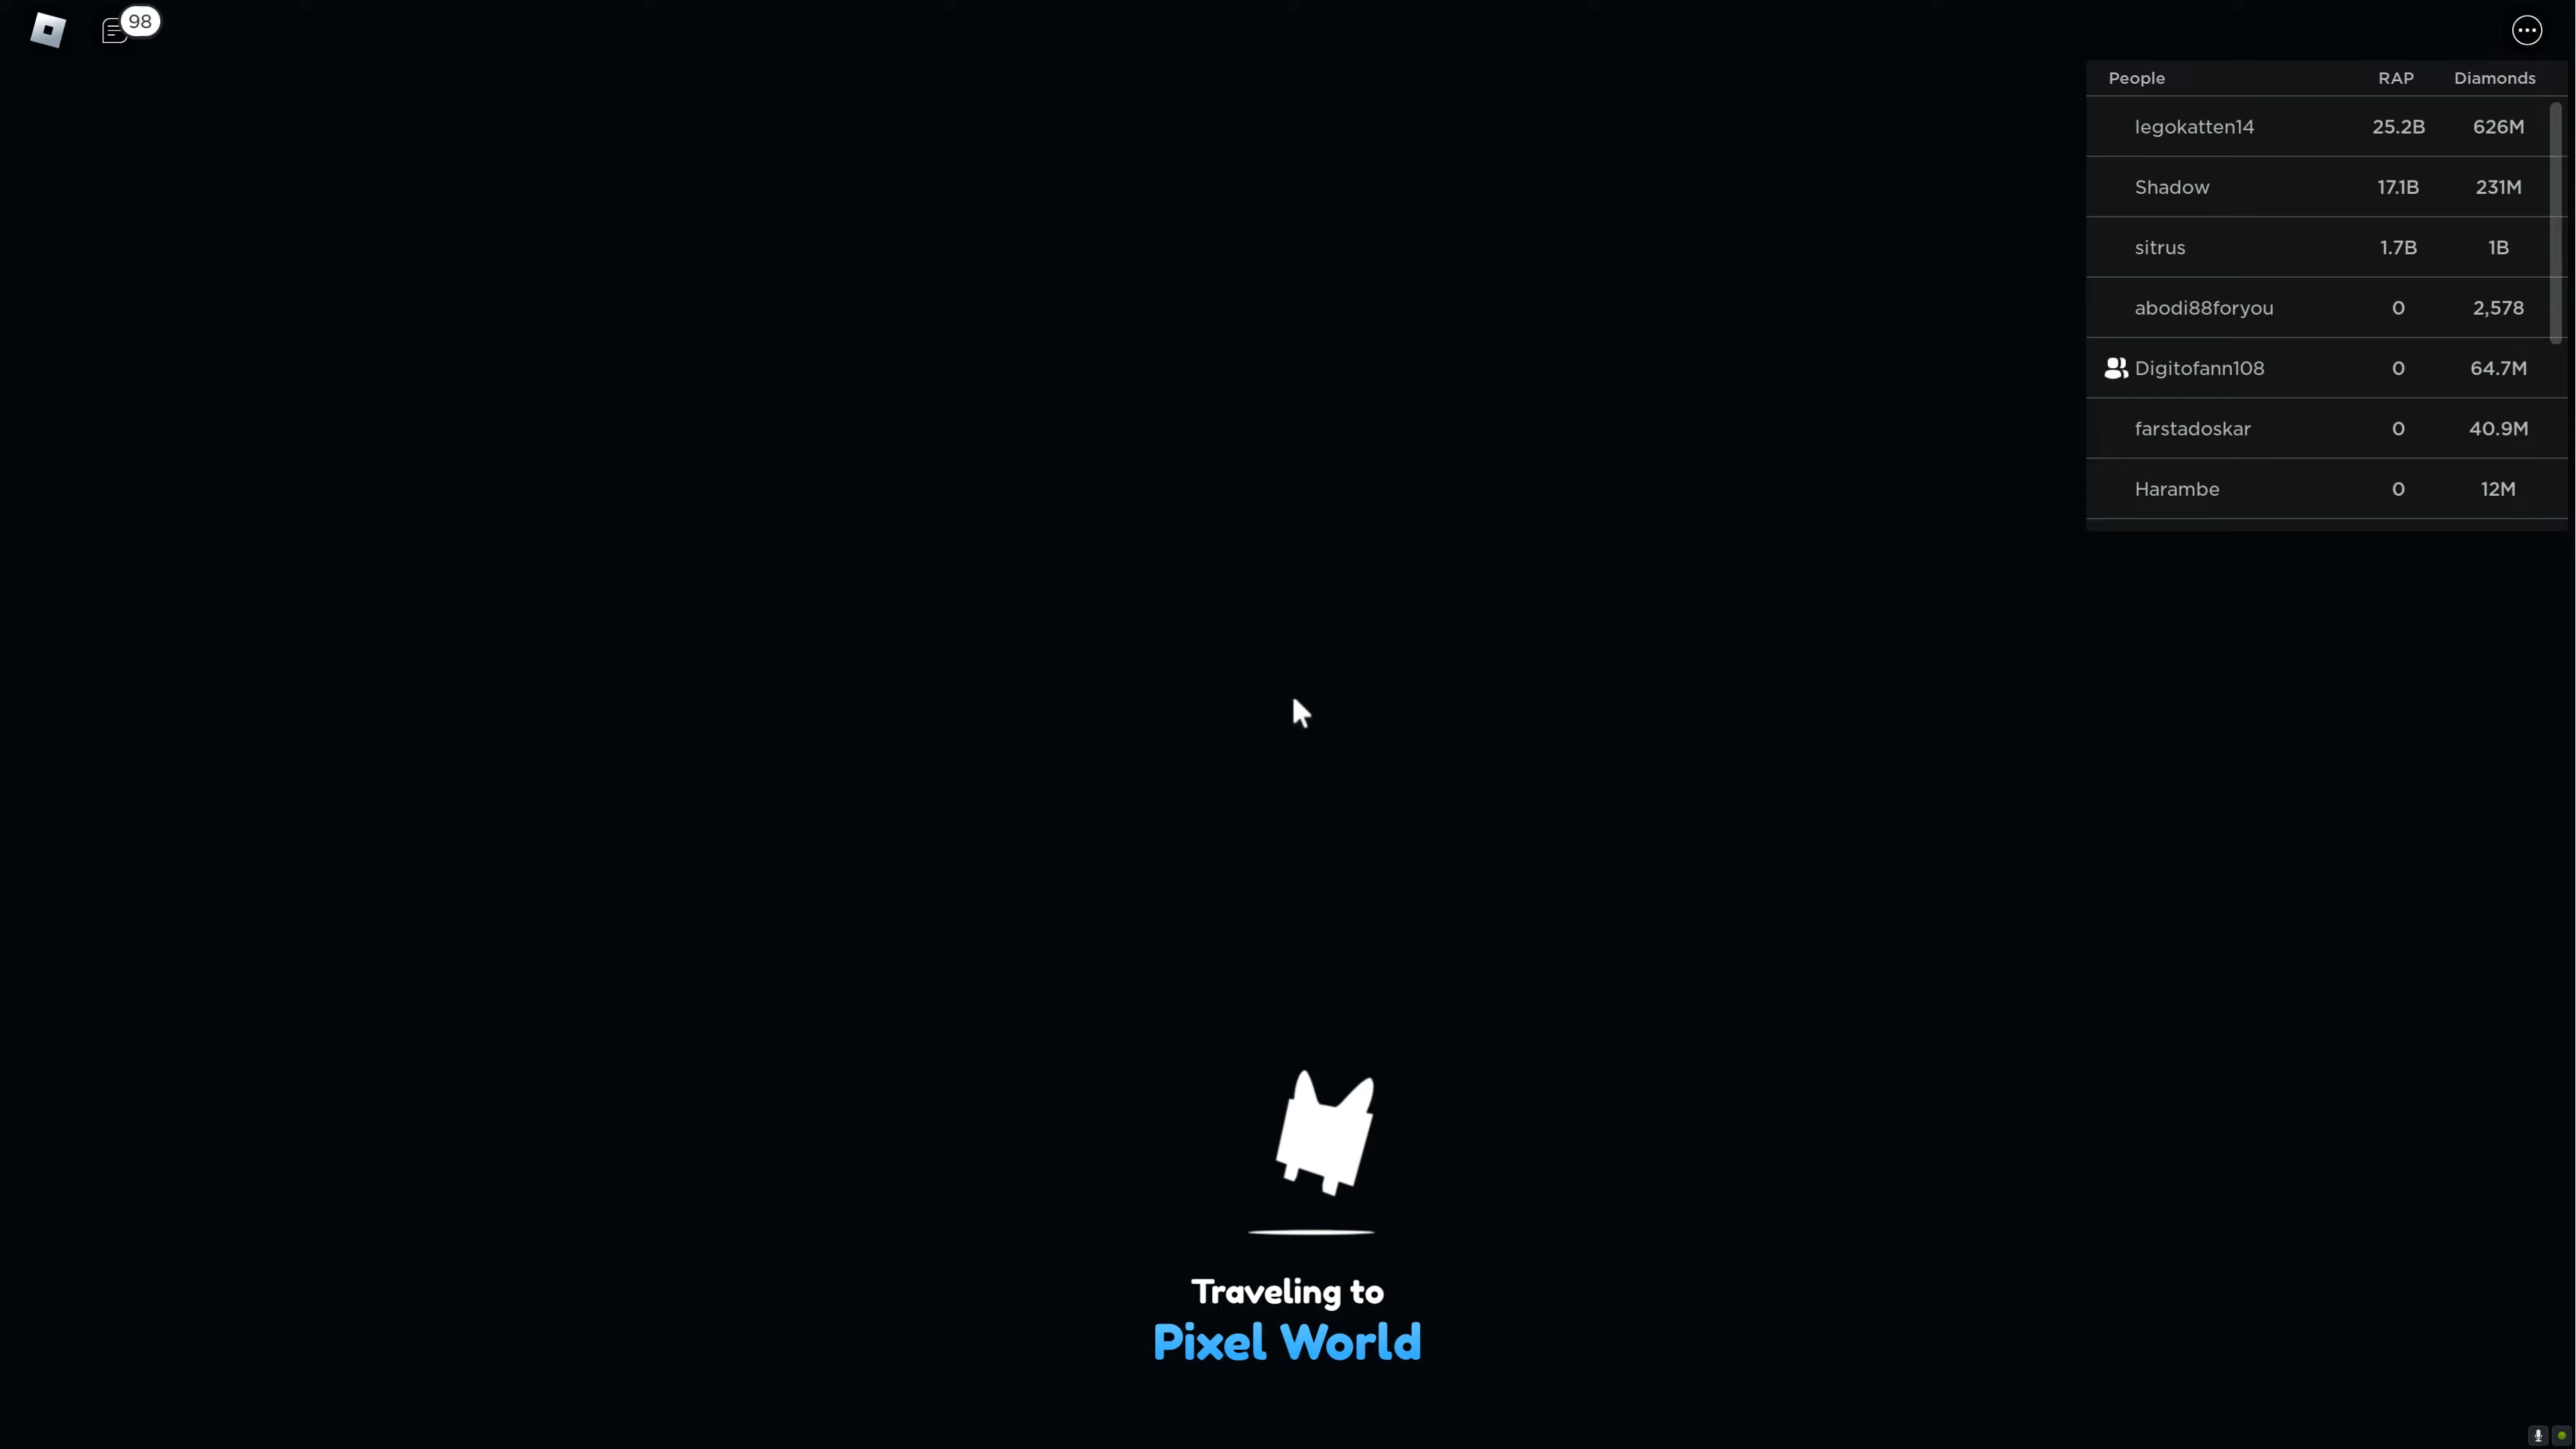 98
People RAP Diamonds
legokatten14 25.2B 626M
Shadow 17.1B 231M
sitrus 1.7B 1B
abodi88foryou 0 2,578
Digitofann108 0 64.7M
farstadoskar 0 40.9M
Harambe 0 12M
Traveling to
Pixel World